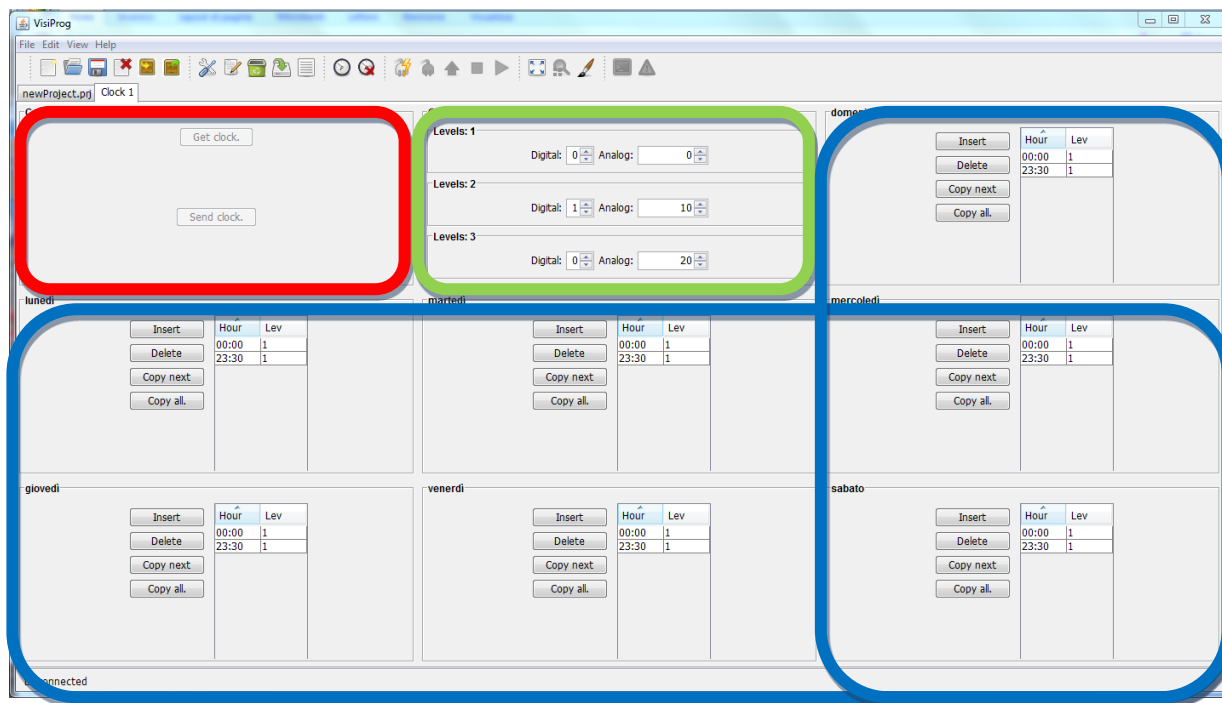 VisiProg
File Edit View Help
newProject.prj Clock 1
Get clock.
Send clock.
Levels: 1
Digital: 0 Analog: 0
Levels: 2
Digital: 1 Analog: 10
Levels: 3
Digital: 0 Analog: 20
Insert
Delete
Copy next
Copy all.
Hour Lev
00:00 1
23:30 1
lunedì
Insert
Delete
Copy next
Copy all.
Hour Lev
00:00 1
23:30 1
martedì
Insert
Delete
Copy next
Copy all.
Hour Lev
00:00 1
23:30 1
mercoledì
Insert
Delete
Copy next
Copy all.
Hour Lev
00:00 1
23:30 1
giovedì
Insert
Delete
Copy next
Copy all.
Hour Lev
00:00 1
23:30 1
venerdì
Insert
Delete
Copy next
Copy all.
Hour Lev
00:00 1
23:30 1
sabato
Insert
Delete
Copy next
Copy all.
Hour Lev
00:00 1
23:30 1